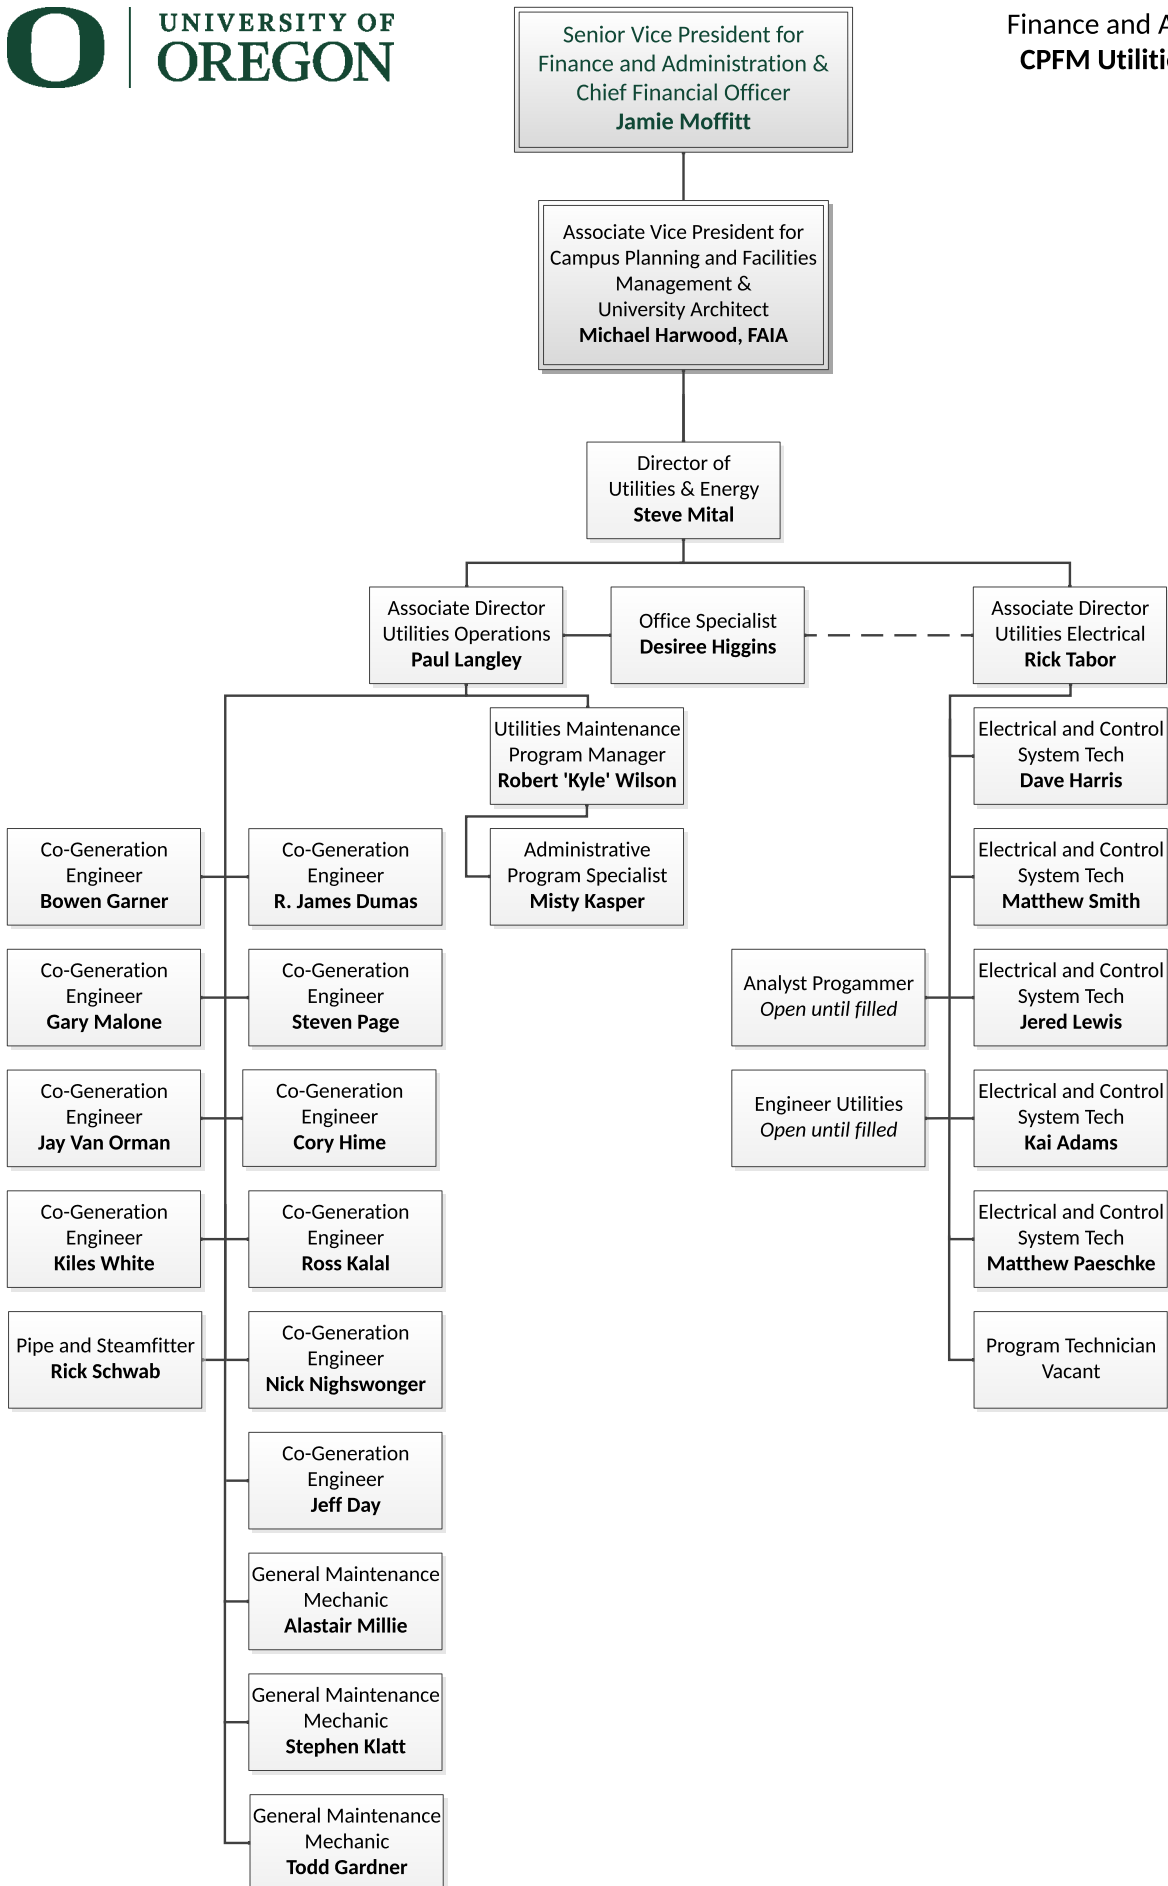 UNIVERSITY OF
OREGON
Finance and A
CPFM Utiliti
Senior Vice President for
Finance and Administration &
Chief Financial Officer
Jamie Moffitt
Associate Vice President for
Campus Planning and Facilities
Management &
University Architect
Michael Harwood, FAIA
Director of
Utilities & Energy
Steve Mital
Associate Director
Utilities Operations
Paul Langley
Office Specialist
Desiree Higgins
Associate Director
Utilities Electrical
Rick Tabor
Utilities Maintenance
Program Manager
Robert 'Kyle' Wilson
Electrical and Control
System Tech
Dave Harris
Co-Generation
Engineer
Bowen Garner
Co-Generation
Engineer
R. James Dumas
Administrative
Program Specialist
Misty Kasper
Electrical and Control
System Tech
Matthew Smith
Co-Generation
Engineer
Gary Malone
Co-Generation
Engineer
Steven Page
Analyst Progammer
Open until filled
Electrical and Control
System Tech
Jered Lewis
Co-Generation
Engineer
Jay Van Orman
Co-Generation
Engineer
Cory Hime
Engineer Utilities
Open until filled
Electrical and Control
System Tech
Kai Adams
Co-Generation
Engineer
Kiles White
Co-Generation
Engineer
Ross Kalal
Electrical and Control
System Tech
Matthew Paeschke
Pipe and Steamfitter
Rick Schwab
Co-Generation
Engineer
Nick Nighswonger
Program Technician
Vacant
Co-Generation
Engineer
Jeff Day
General Maintenance
Mechanic
Alastair Millie
General Maintenance
Mechanic
Stephen Klatt
General Maintenance
Mechanic
Todd Gardner